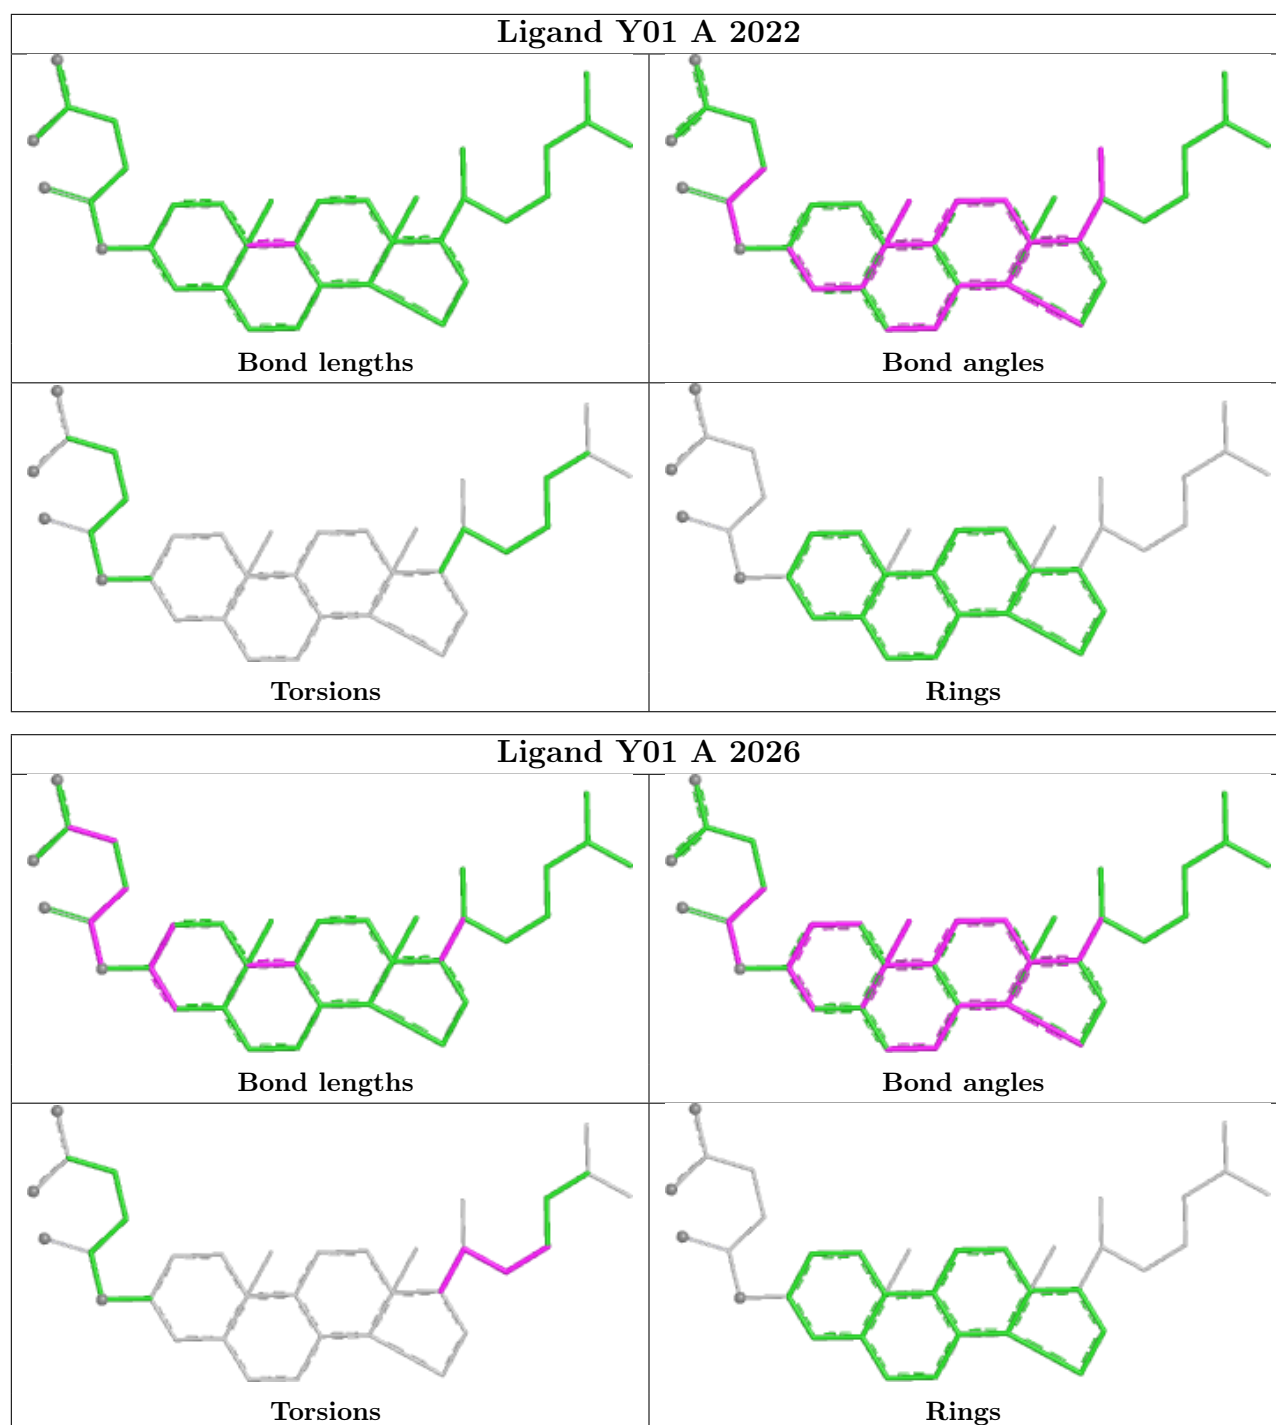 Ligand Y01 A 2022
Bond lengths
Bond angles
Torsions
Rings
Ligand Y01 A 2026
Bond lengths
Bond angles
Torsions
Rings